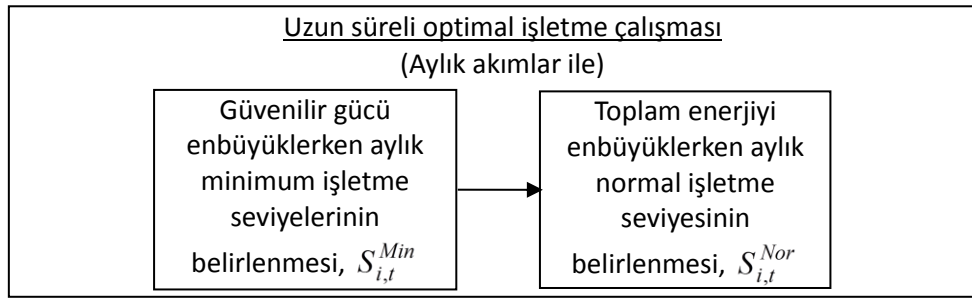 Uzun süreli optimal işletme çalışması
(Aylık akımlar ile)
Güvenilir gücü
enbüyüklerken aylık
minimum işletme
seviyelerinin
belirlenmesi, $S_{i,t}^{Min}$
Toplam enerjiyi
enbüyüklerken aylık
normal işletme
seviyesinin
belirlenmesi, $S_{i,t}^{Nor}$